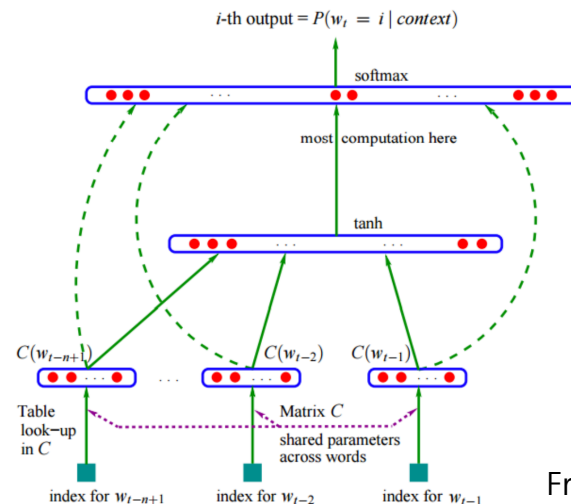 i-th output = P(w_t = i | context)
softmax
. . . . . .
most computation here
tanh
. . . . . .
C(w_{t−n+1}) C(w_{t−2}) C(w_{t−1})
. . . . . . . . . . . .
Table
look−up
in C
Matrix C
shared parameters
across words
index for w_{t−n+1} index for w_{t−2} index for w_{t−1}
Fr